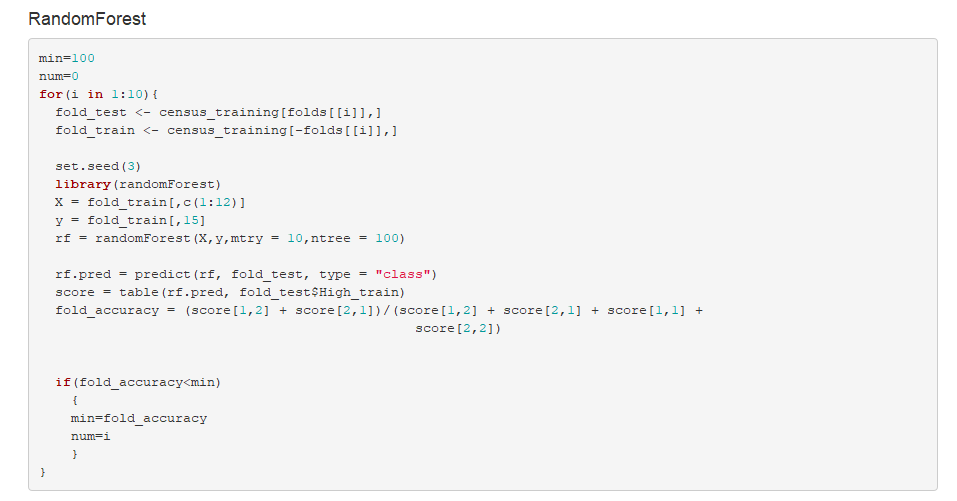 RandomForest
min=100
num=0
for(i in 1:10){
  fold_test <- census_training[folds[[i]],]
  fold_train <- census_training[-folds[[i]],]
  set.seed(3)
  library(randomForest)
  X = fold_train[,c(1:12)]
  y = fold_train[,15]
  rf = randomForest(X,y,mtry = 10,ntree = 100)
  rf.pred = predict(rf, fold_test, type = "class")
  score = table(rf.pred, fold_test$High_train)
  fold_accuracy = (score[1,2] + score[2,1])/(score[1,2] + score[2,1] + score[1,1] +
                                               score[2,2])
  if(fold_accuracy<min)
    {
    min=fold_accuracy
    num=i
    }
}